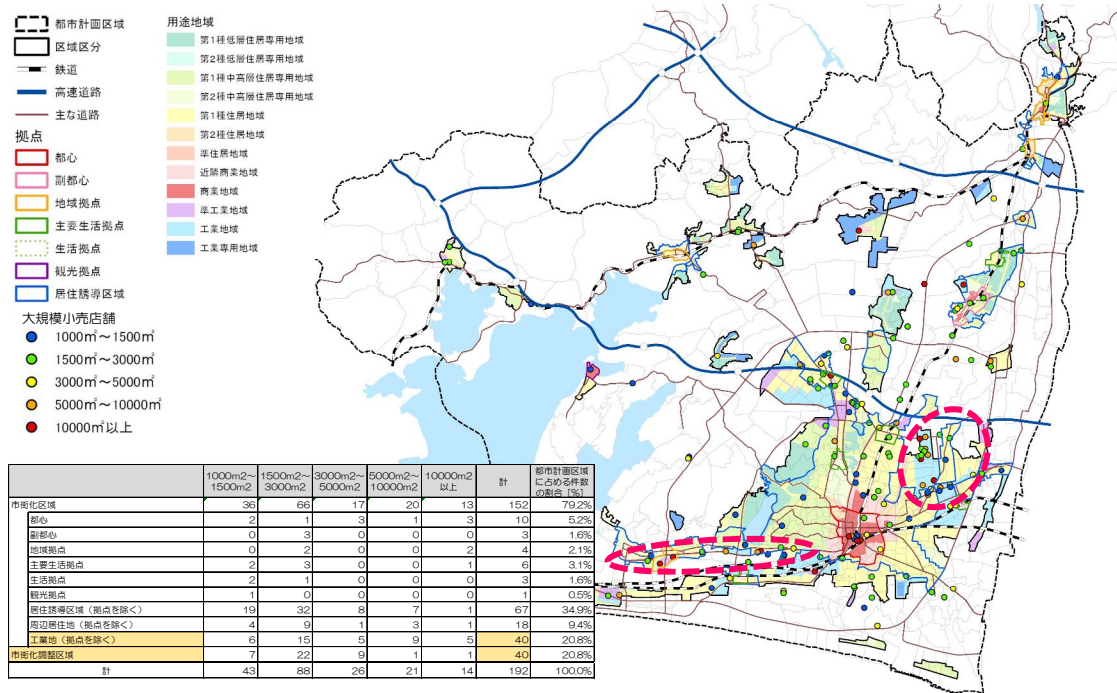 都市計画区域
区域区分
鉄道
高速道路
主な道路
拠点
都心
副都心
地域拠点
主要生活拠点
生活拠点
観光拠点
居住誘導区域
大規模小売店舗
1000㎡～1500㎡
1500㎡～3000㎡
3000㎡～5000㎡
5000㎡～10000㎡
10000㎡以上
用途地域
第1種低層住居専用地域
第2種低層住居専用地域
第1種中高層住居専用地域
第2種中高層住居専用地域
第1種住居地域
第2種住居地域
準住居地域
近隣商業地域
商業地域
準工業地域
工業地域
工業専用地域
1000m2～1500m2 1500m2～3000m2 3000m2～5000m2 5000m2～10000m2 10000m2以上 計 都市計画区域に占める件数の割合［%］
市街化区域 36 66 17 20 13 152 79.2%
都心 2 1 3 1 3 10 5.2%
副都心 0 3 0 0 0 3 1.6%
地域拠点 0 2 0 0 2 4 2.1%
主要生活拠点 2 3 0 0 1 6 3.1%
生活拠点 2 1 0 0 0 3 1.6%
観光拠点 1 0 0 0 0 1 0.5%
居住誘導区域（拠点を除く） 19 32 8 7 1 67 34.9%
周辺居住地（拠点を除く） 4 9 1 3 1 18 9.4%
工業地（拠点を除く） 6 15 5 9 5 40 20.8%
市街化調整区域 7 22 9 1 1 40 20.8%
計 43 88 26 21 14 192 100.0%